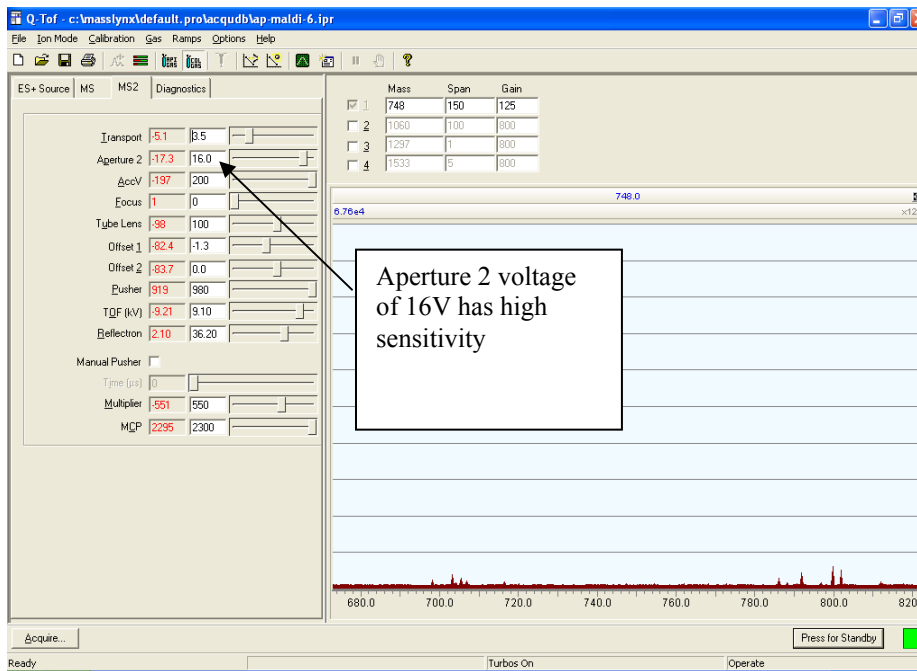 Q-Tof - c:\masslynx\default.pro\acqudb\ap-maldi-6.ipr
File Ion Mode Calibration Gas Ramps Options Help
ES+ Source MS MS2 Diagnostics
Transport -5.1 3.5
Aperture 2 -17.3 16.0
AccV -197 200
Focus 1 0
Tube Lens -98 100
Offset 1 -82.4 -1.3
Offset 2 -83.7 0.0
Pusher 919 980
TOF (kV) -9.21 9.10
Reflectron 2.10 36.20
Manual Pusher
Time (µs) 0
Multiplier -551 550
MCP 2295 2300
Mass Span Gain
1 748 150 125
2 1060 100 800
3 1297 1 800
4 1533 5 800
748.0
6.76e4 x12
Aperture 2 voltage
of 16V has high
sensitivity
680.0 700.0 720.0 740.0 760.0 780.0 800.0 820
Acquire... Press for Standby
Ready Turbos On Operate